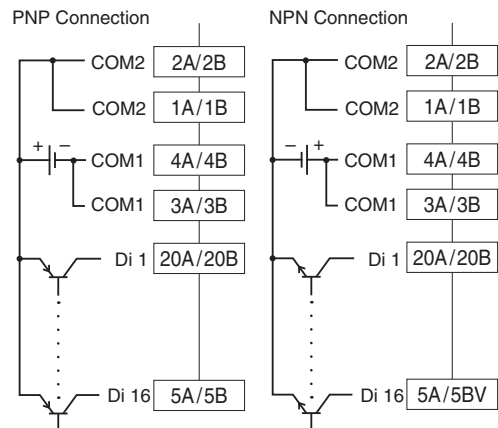 PNP Connection
COM2 2A/2B
COM2 1A/1B
+ − COM1 4A/4B
COM1 3A/3B
Di 1 20A/20B
Di 16 5A/5B
NPN Connection
COM2 2A/2B
COM2 1A/1B
− + COM1 4A/4B
COM1 3A/3B
Di 1 20A/20B
Di 16 5A/5BV